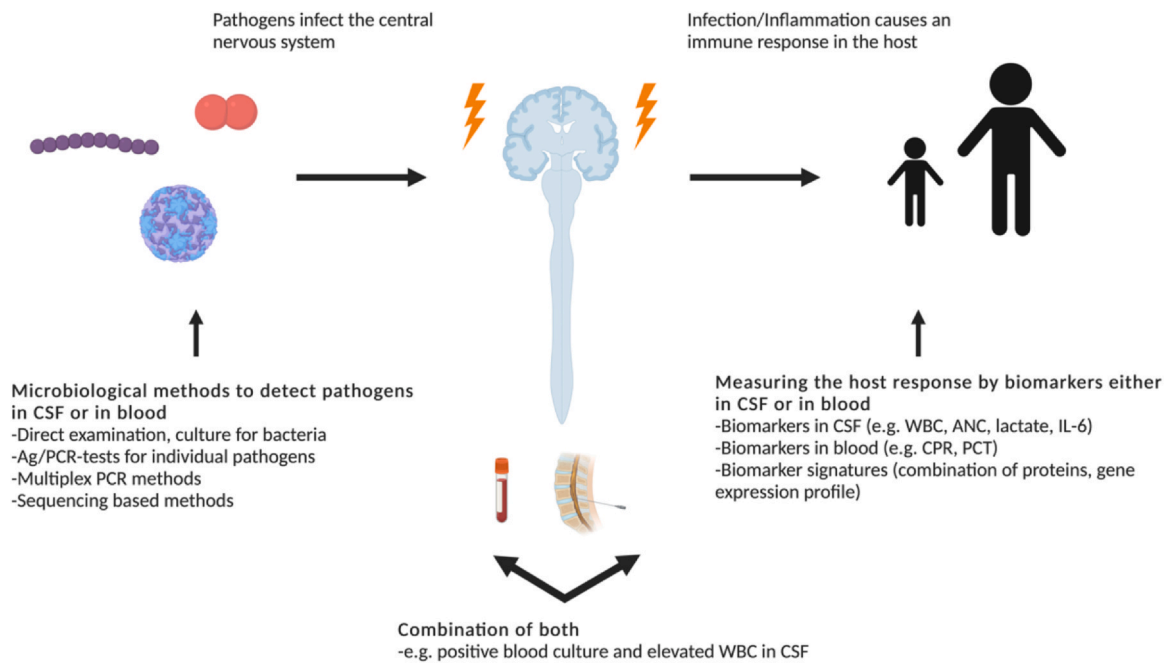 Pathogens infect the central
nervous system
Infection/Inflammation causes an
immune response in the host
Microbiological methods to detect pathogens
in CSF or in blood
-Direct examination, culture for bacteria
-Ag/PCR-tests for individual pathogens
-Multiplex PCR methods
-Sequencing based methods
Measuring the host response by biomarkers either
in CSF or in blood
-Biomarkers in CSF (e.g. WBC, ANC, lactate, IL-6)
-Biomarkers in blood (e.g. CPR, PCT)
-Biomarker signatures (combination of proteins, gene
expression profile)
Combination of both
-e.g. positive blood culture and elevated WBC in CSF